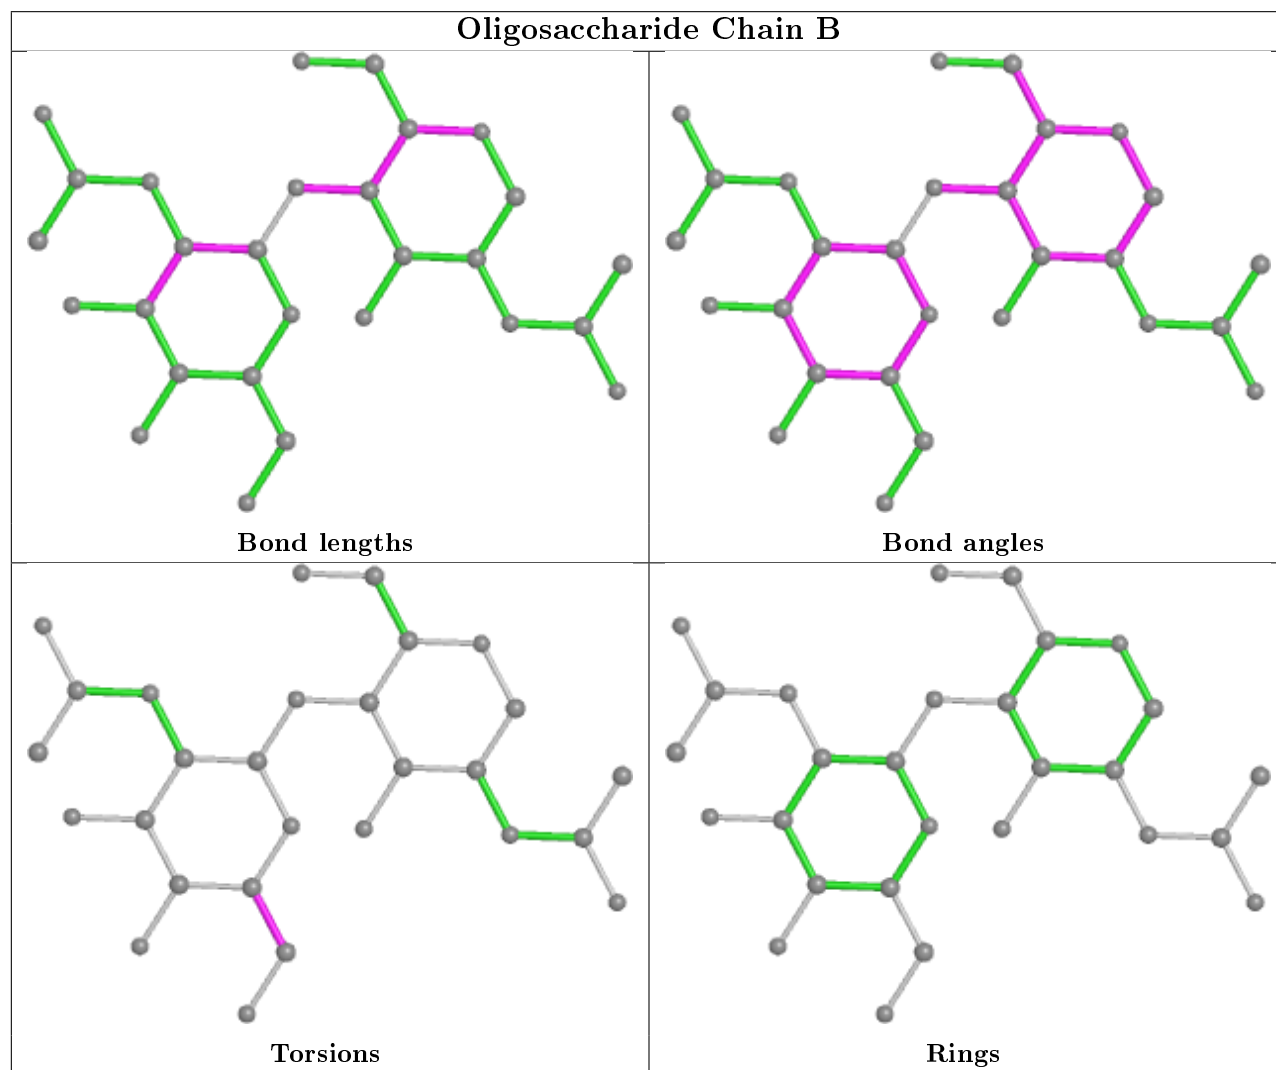 Oligosaccharide Chain B
Bond lengths
Bond angles
Torsions
Rings